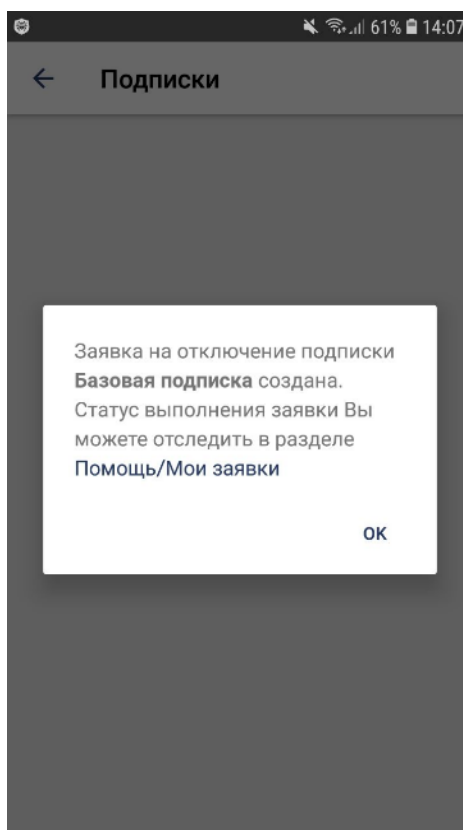 61% 14:07
Подписки
Заявка на отключение подписки
Базовая подписка создана.
Статус выполнения заявки Вы
можете отследить в разделе
Помощь/Мои заявки
ОК